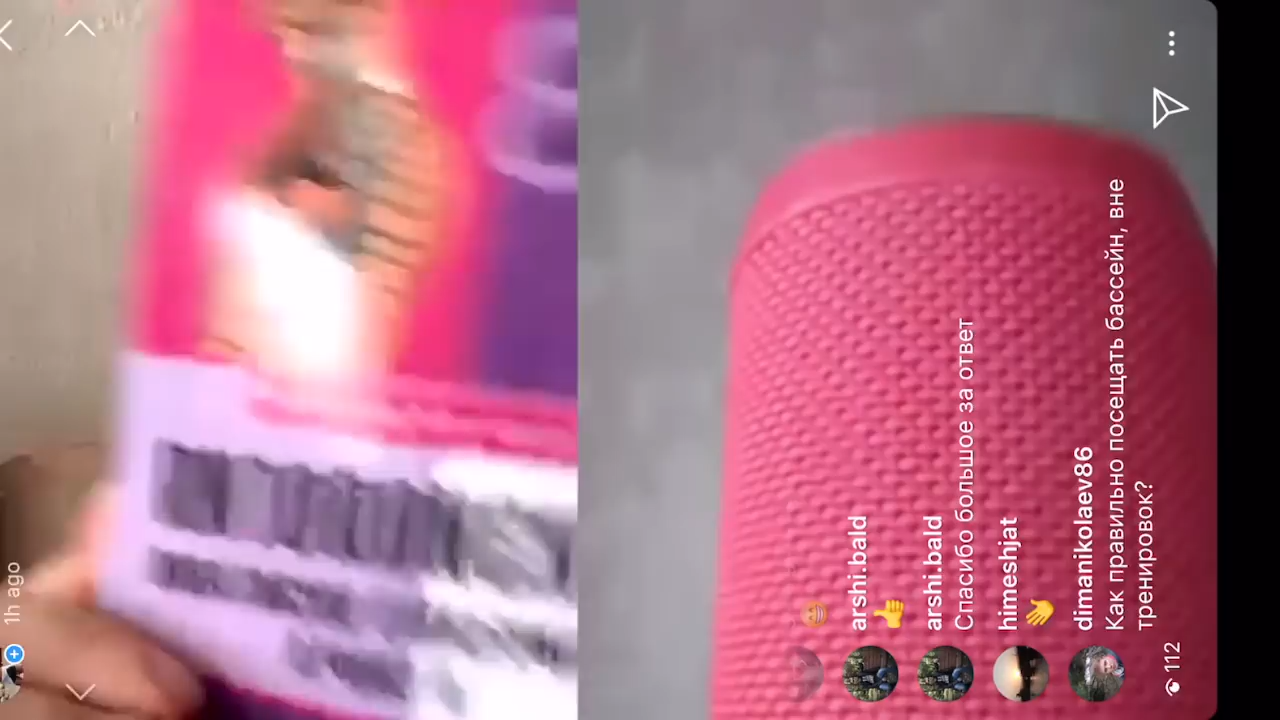 1h ago
arshi.bald
👍
arshi.bald
Спасибо большое за ответ
himeshjat
👋
dimanikolaev86
Как правильно посещать бассейн, вне
тренировок?
112